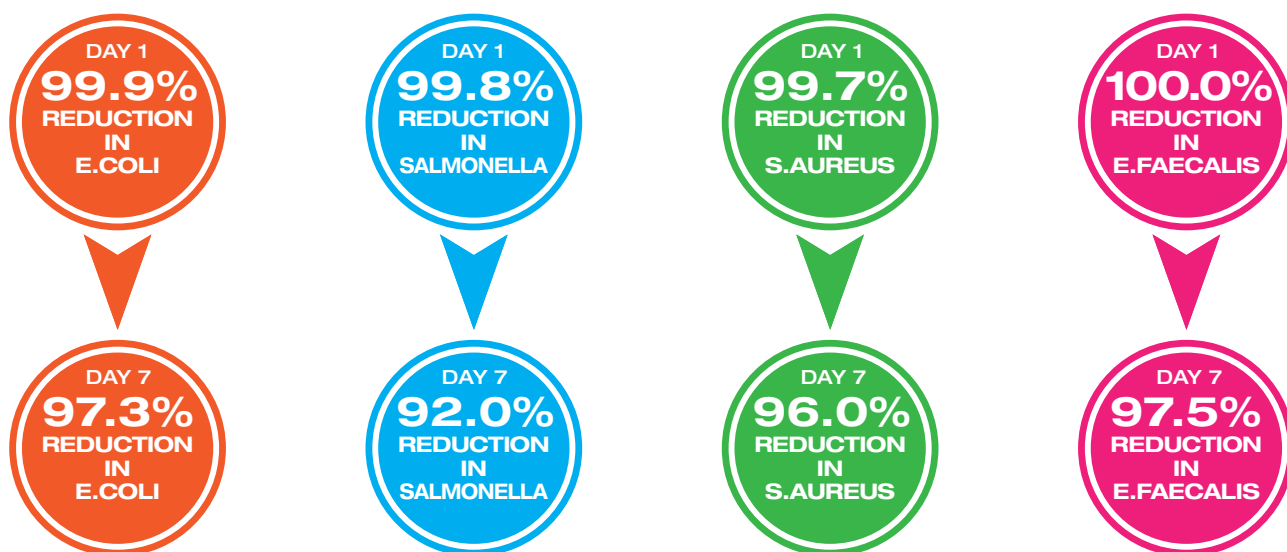 DAY 1
99.9%
REDUCTION
IN
E.COLI
DAY 1
99.8%
REDUCTION
IN
SALMONELLA
DAY 1
99.7%
REDUCTION
IN
S.AUREUS
DAY 1
100.0%
REDUCTION
IN
E.FAECALIS
DAY 7
97.3%
REDUCTION
IN
E.COLI
DAY 7
92.0%
REDUCTION
IN
SALMONELLA
DAY 7
96.0%
REDUCTION
IN
S.AUREUS
DAY 7
97.5%
REDUCTION
IN
E.FAECALIS